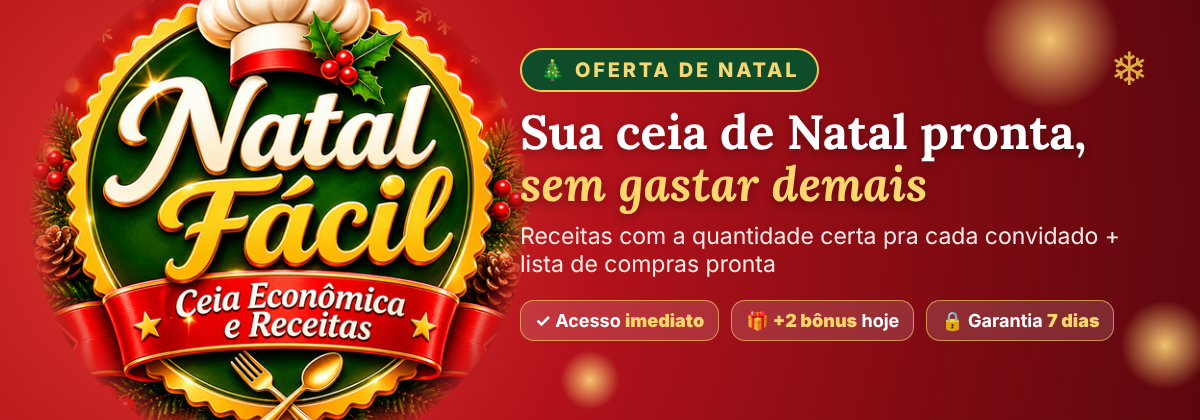 Natal
Fácil
Ceia Econômica
e Receitas
OFERTA DE NATAL
Sua ceia de Natal pronta,
sem gastar demais
Receitas com a quantidade certa pra cada convidado +
lista de compras pronta
✓ Acesso imediato
+2 bônus hoje
Garantia 7 dias